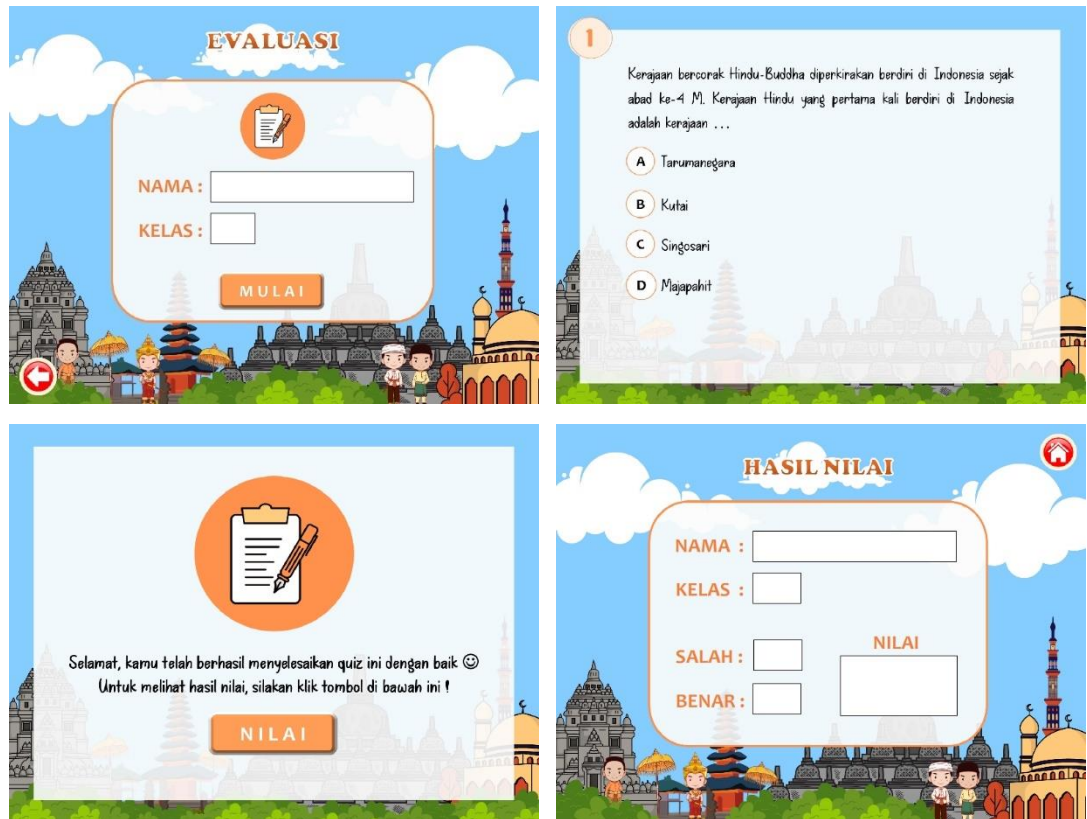 EVALUASI
NAMA :
KELAS :
MULAI
1
Kerajaan bercorak Hindu-Buddha diperkirakan berdiri di Indonesia sejak
abad ke-4 M. Kerajaan Hindu yang pertama kali berdiri di Indonesia
adalah kerajaan ...
A Tarumanegara
B Kutai
C Singosari
D Majapahit
Selamat, kamu telah berhasil menyelesaikan quiz ini dengan baik ☺
Untuk melihat hasil nilai, silakan klik tombol di bawah ini !
NILAI
HASIL NILAI
NAMA :
KELAS :
SALAH :
BENAR :
NILAI